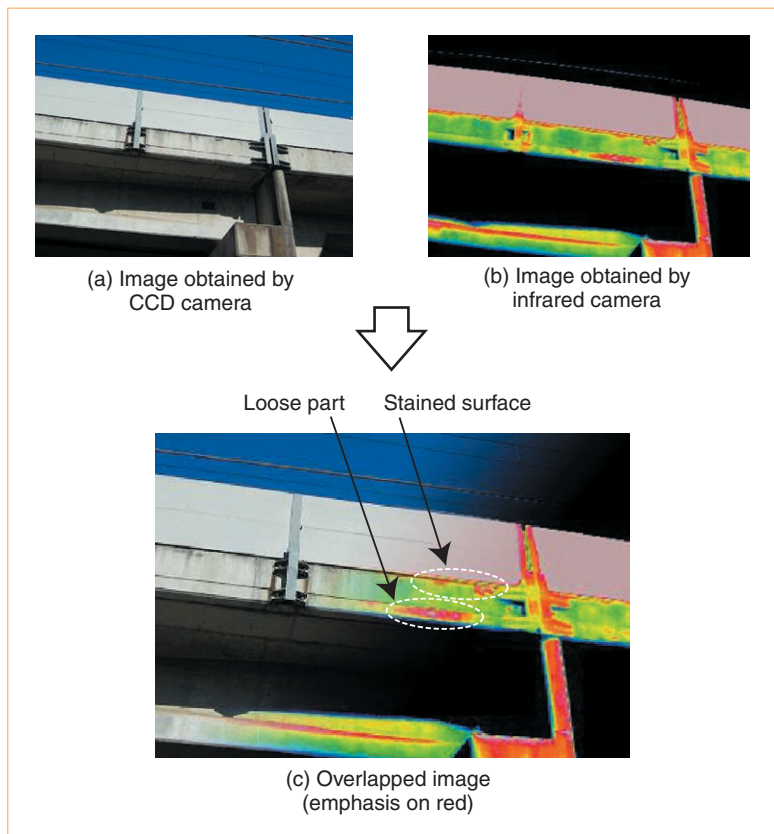 (a) Image obtained by
CCD camera
(b) Image obtained by
infrared camera
Loose part
Stained surface
(c) Overlapped image
(emphasis on red)